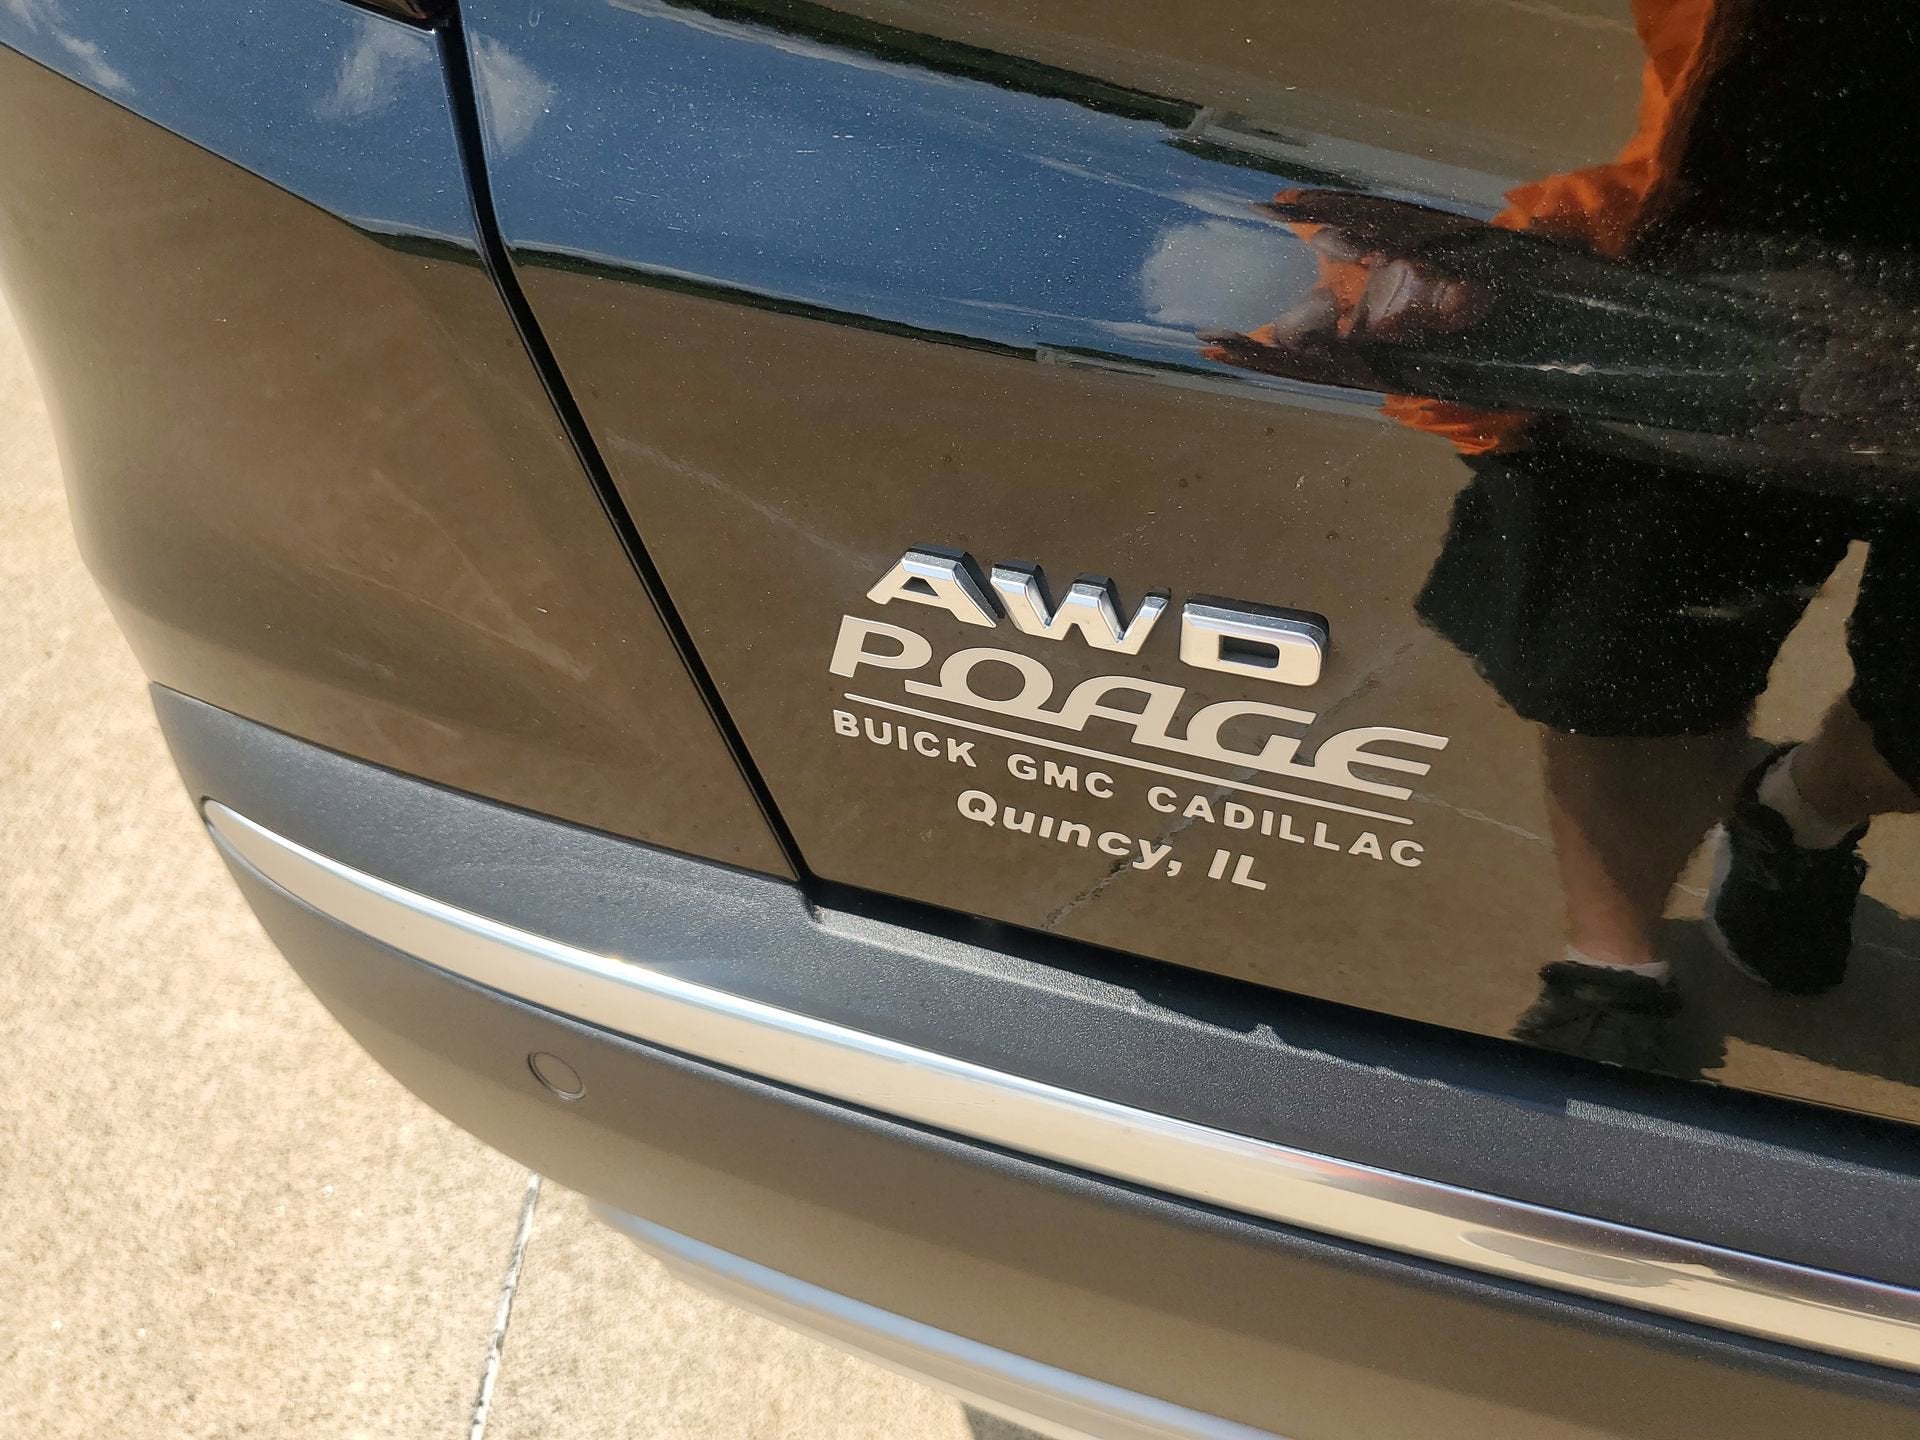 AWD
POAGE
BUICK GMC CADILLAC
Quincy, IL